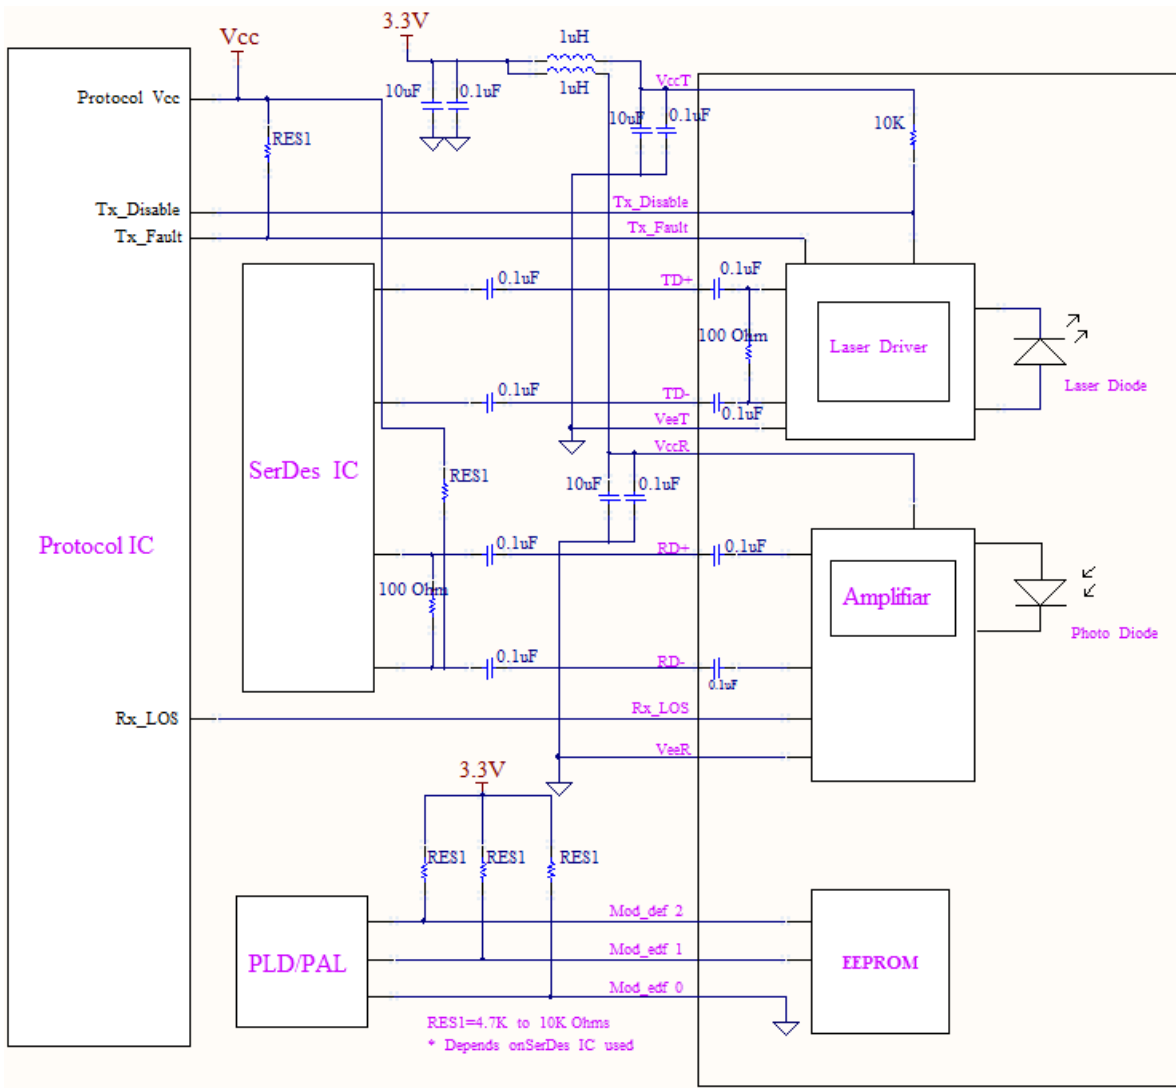 3.3V
Vcc
1uH
Protocol Vcc
10uF
0.1uF
1uH
VccT
10uF
0.1uF
10K
RES1
Tx_Disable
Tx_Disable
Tx_Fault
Tx_Fault
0.1uF
TD+
0.1uF
100 Ohm
Laser Driver
Laser Diode
0.1uF
TD-
0.1uF
VeeT
VccR
SerDes IC
RES1
10uF
0.1uF
Protocol IC
0.1uF
RD+
0.1uF
100 Ohm
Amplifiar
Photo Diode
0.1uF
RD-
0.1uF
Rx_LOS
Rx_LOS
VeeR
3.3V
RES1
RES1
RES1
Mod_def 2
PLD/PAL
Mod_edf 1
EEPROM
Mod_edf 0
RES1=4.7K to 10K Ohms
* Depends onSerDes IC used